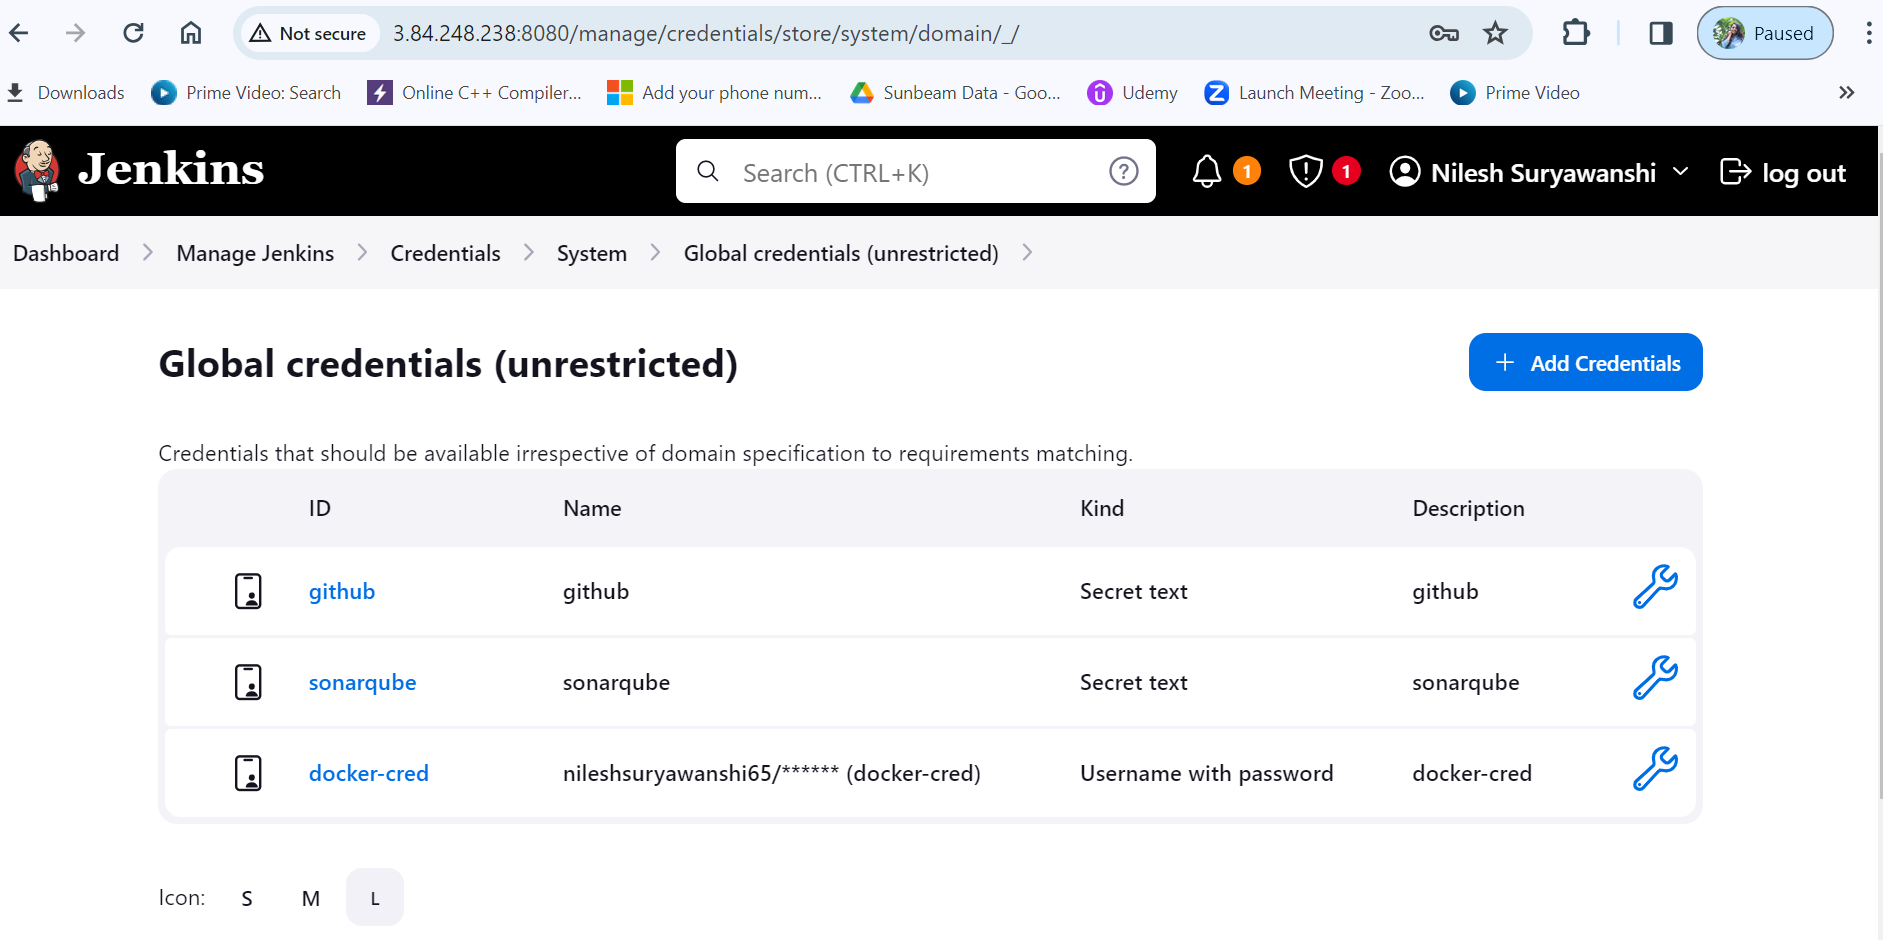 Not secure 3.84.248.238:8080/manage/credentials/store/system/domain/_/ Paused
Downloads Prime Video: Search Online C++ Compiler... Add your phone num... Sunbeam Data - Goo... Udemy Launch Meeting - Zoo... Prime Video »
Jenkins Search (CTRL+K) ? 1 1 Nilesh Suryawanshi log out
Dashboard > Manage Jenkins > Credentials > System > Global credentials (unrestricted) >
Global credentials (unrestricted) + Add Credentials
Credentials that should be available irrespective of domain specification to requirements matching.
ID Name Kind Description
github github Secret text github
sonarqube sonarqube Secret text sonarqube
docker-cred nileshsuryawanshi65/****** (docker-cred) Username with password docker-cred
Icon: S M L